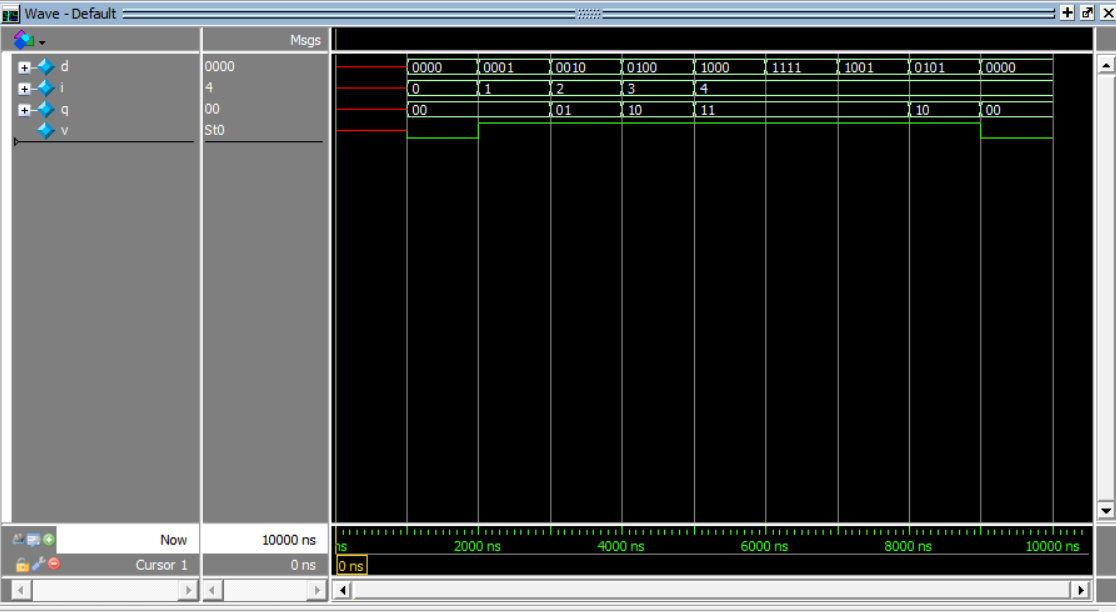 Wave - Default
Msgs
d 0000 0000 0001 0010 0100 1000 1111 1001 0101 0000
i 4 0 1 2 3 4
q 00 00 01 10 11 10 00
v St0
Now 10000 ns
ns 2000 ns 4000 ns 6000 ns 8000 ns 10000 ns
Cursor 1 0 ns 0 ns